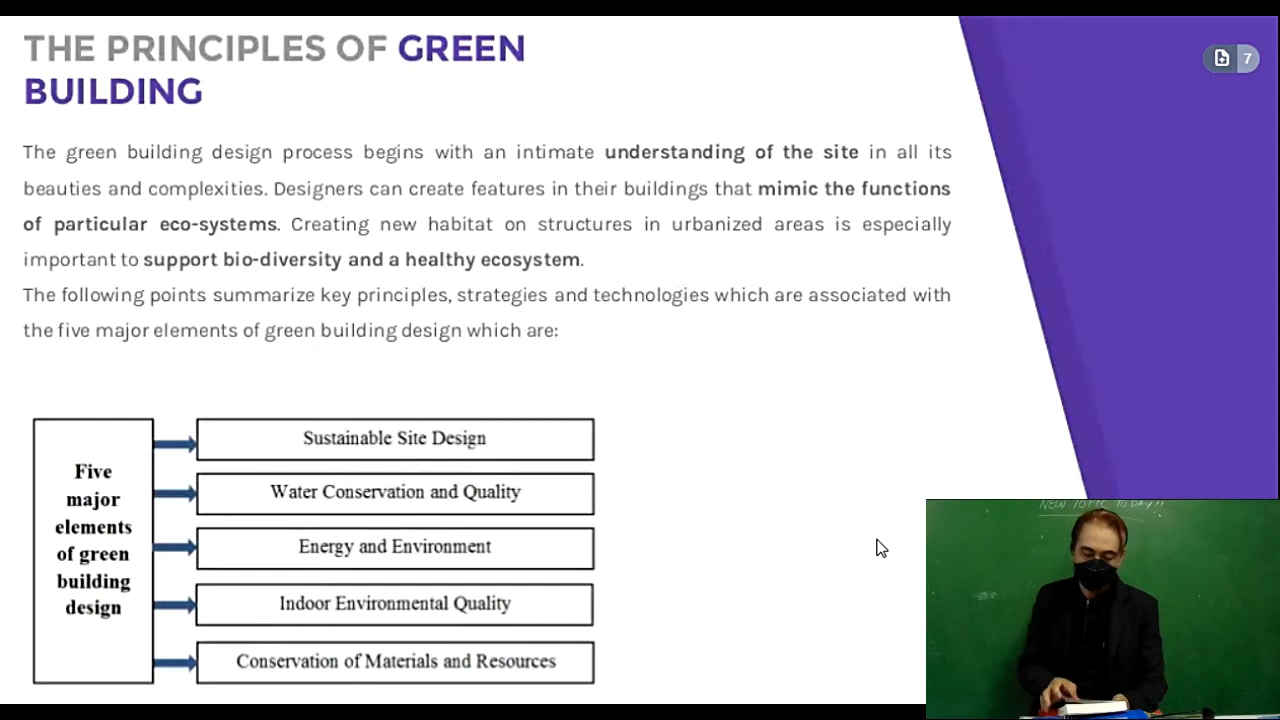 THE PRINCIPLES OF GREEN
BUILDING
7
The green building design process begins with an intimate understanding of the site in all its
beauties and complexities. Designers can create features in their buildings that mimic the functions
of particular eco-systems. Creating new habitat on structures in urbanized areas is especially
important to support bio-diversity and a healthy ecosystem.
The following points summarize key principles, strategies and technologies which are associated with
the five major elements of green building design which are:
Five
major
elements
of green
building
design
Sustainable Site Design
Water Conservation and Quality
Energy and Environment
Indoor Environmental Quality
Conservation of Materials and Resources
NEW TOPIC TODAY!!